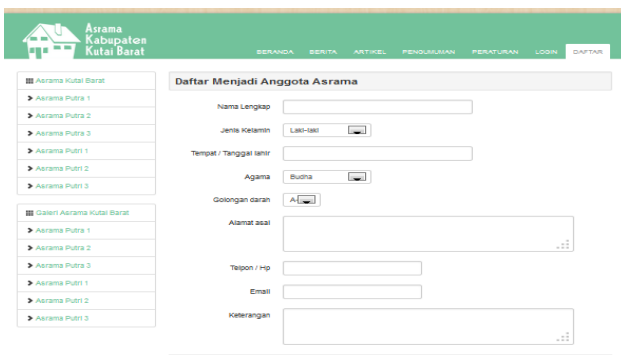 Asrama
Kabupaten
Kutai Barat
BERANDA BERITA ARTIKEL PENGUMUMAN PERATURAN LOGIN DAFTAR
Asrama Kutai Barat
Asrama Putra 1
Asrama Putra 2
Asrama Putra 3
Asrama Putri 1
Asrama Putri 2
Asrama Putri 3
Galeri Asrama Kutai Barat
Asrama Putra 1
Asrama Putra 2
Asrama Putra 3
Asrama Putri 1
Asrama Putri 2
Asrama Putri 3
Daftar Menjadi Anggota Asrama
Nama Lengkap
Jenis Kelamin Laki-laki
Tempat / Tanggal lahir
Agama Budha
Golongan darah
Alamat asal
Telpon / Hp
Email
Keterangan